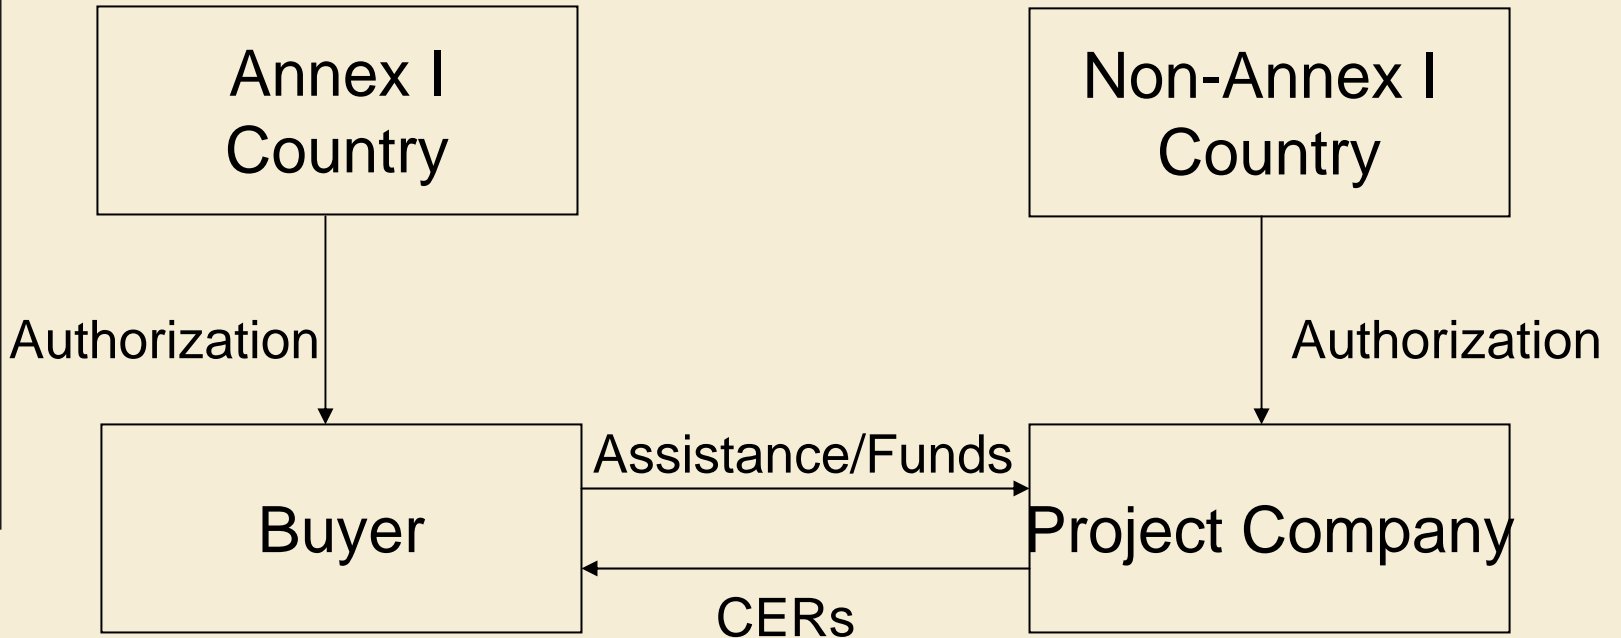 Annex I
Country
Non-Annex I
Country
Authorization
Authorization
Assistance/Funds
Buyer
Project Company
CERs